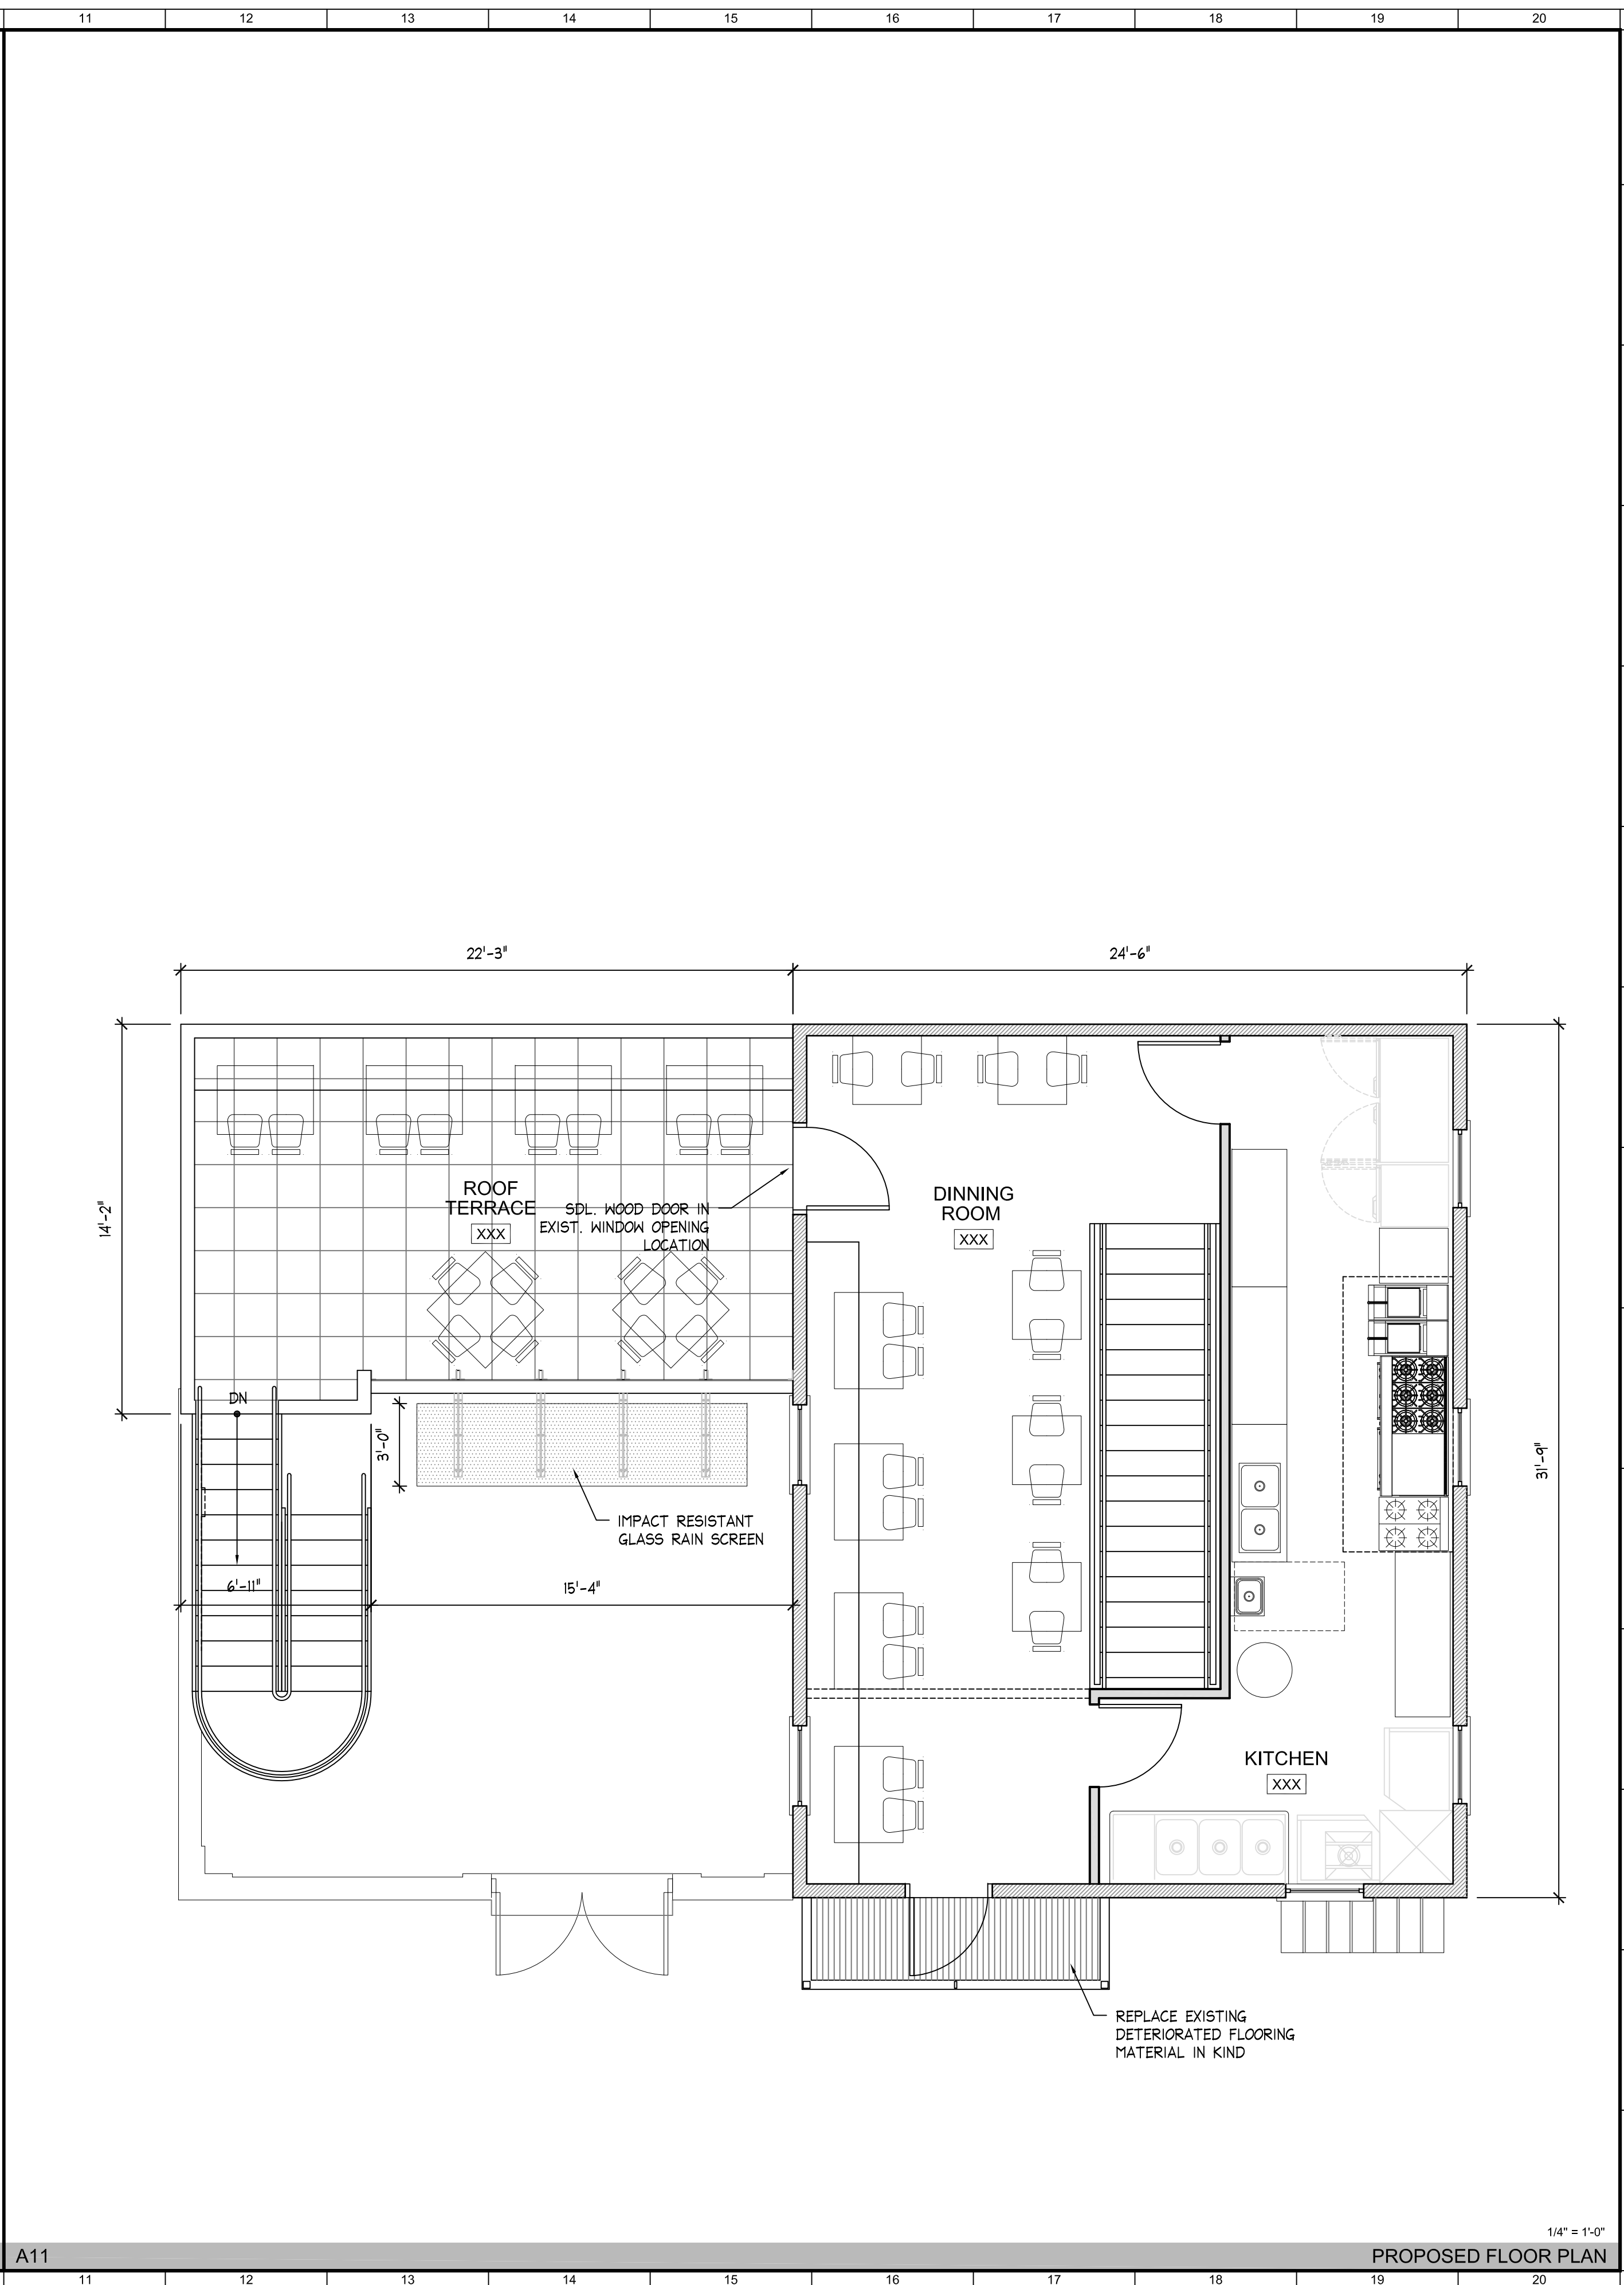 11 12 13 14 15 16 17 18 19 20
22'-3" 24'-6"
14'-2"
ROOF
TERRACE
XXX
SDL. WOOD DOOR IN
EXIST. WINDOW OPENING
LOCATION
DINNING
ROOM
XXX
DN
3'-0"
31'-9"
IMPACT RESISTANT
GLASS RAIN SCREEN
6'-11" 15'-4"
KITCHEN
XXX
REPLACE EXISTING
DETERIORATED FLOORING
MATERIAL IN KIND
1/4" = 1'-0"
A11 PROPOSED FLOOR PLAN
11 12 13 14 15 16 17 18 19 20